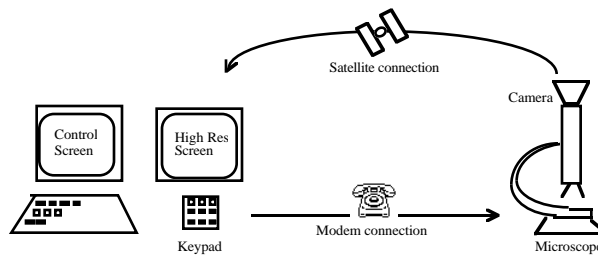 Satellite connection
Camera
Control
Screen
High Res
Screen
Keypad
Modem connection
Microscope